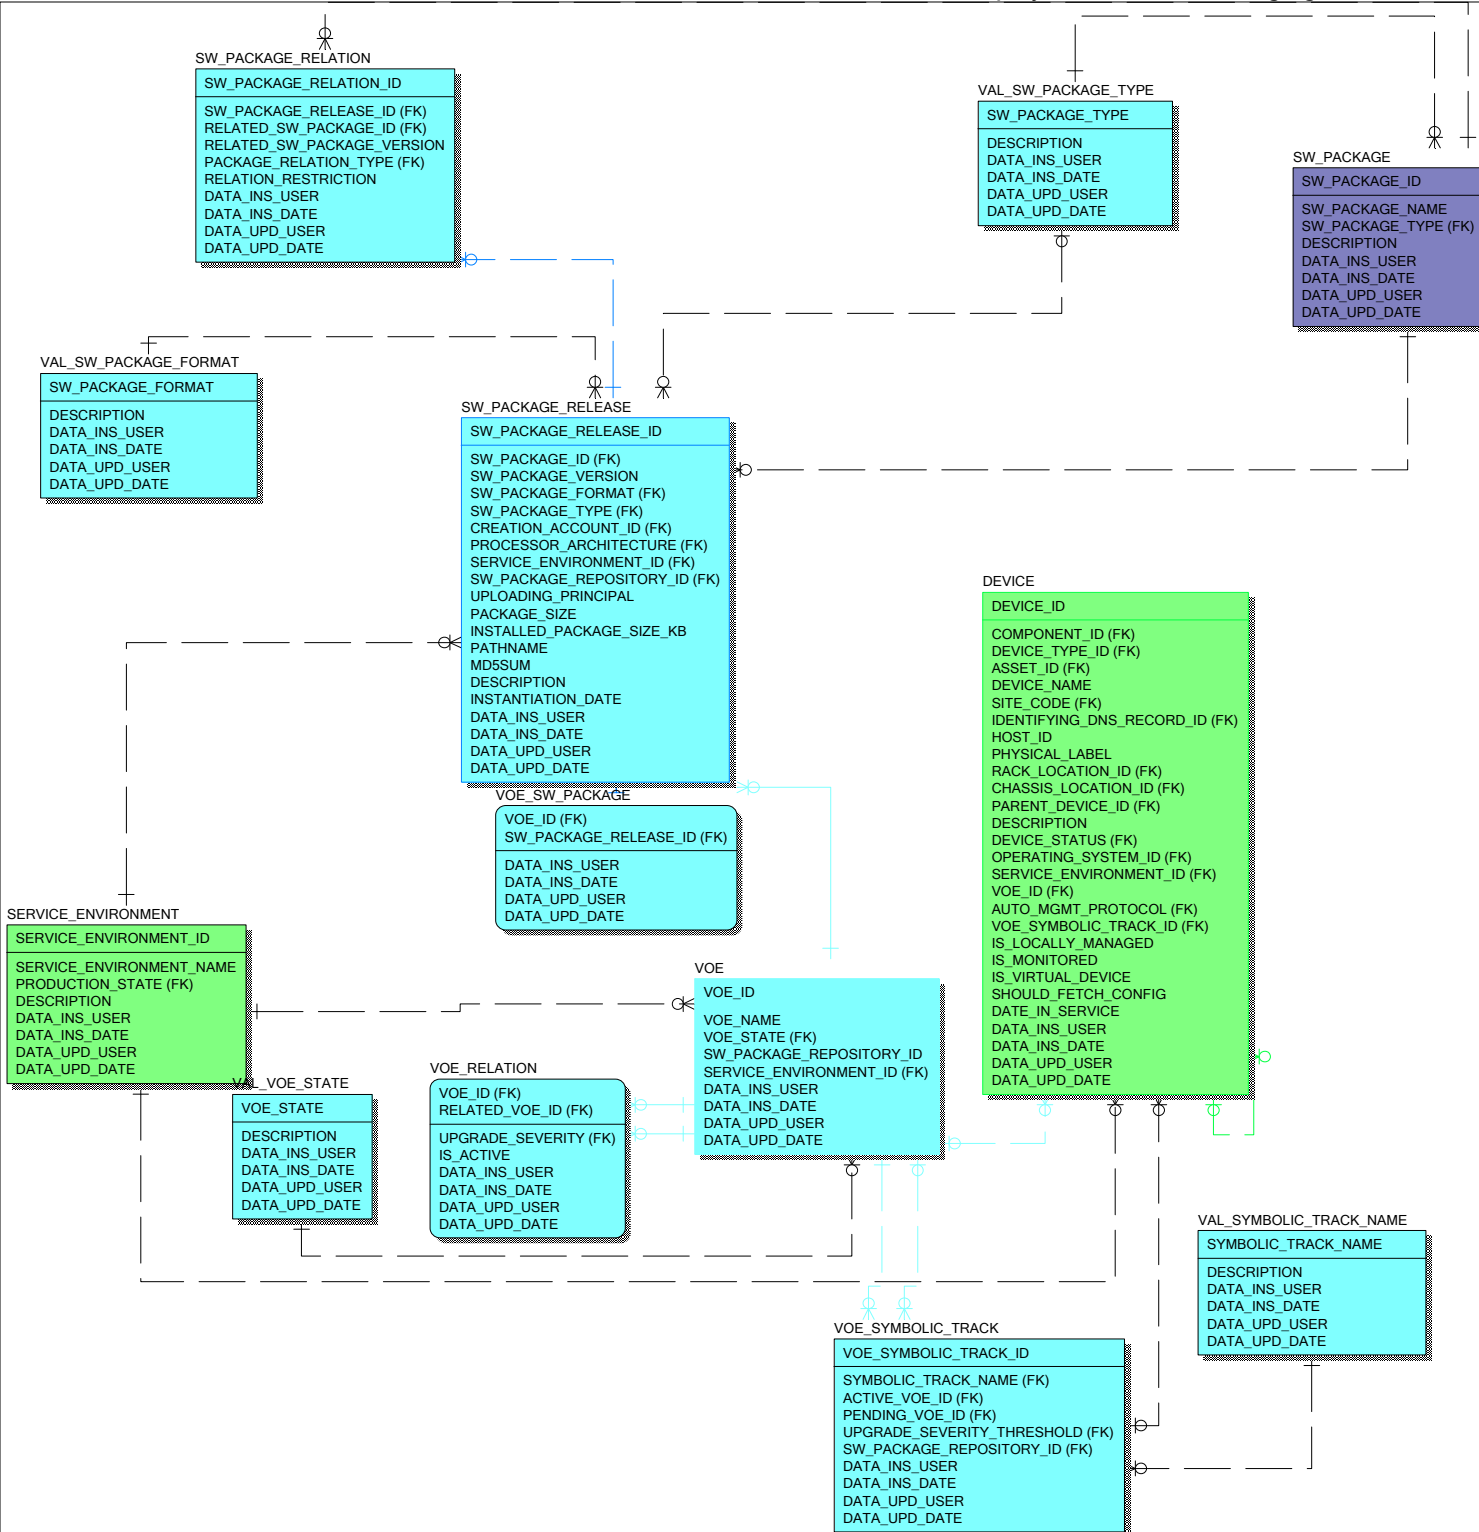 SW_PACKAGE_RELATION
SW_PACKAGE_RELATION_ID
SW_PACKAGE_RELEASE_ID (FK)
RELATED_SW_PACKAGE_ID (FK)
RELATED_SW_PACKAGE_VERSION
PACKAGE_RELATION_TYPE (FK)
RELATION_RESTRICTION
DATA_INS_USER
DATA_INS_DATE
DATA_UPD_USER
DATA_UPD_DATE
VAL_SW_PACKAGE_TYPE
SW_PACKAGE_TYPE
DESCRIPTION
DATA_INS_USER
DATA_INS_DATE
DATA_UPD_USER
DATA_UPD_DATE
SW_PACKAGE
SW_PACKAGE_ID
SW_PACKAGE_NAME
SW_PACKAGE_TYPE (FK)
DESCRIPTION
DATA_INS_USER
DATA_INS_DATE
DATA_UPD_USER
DATA_UPD_DATE
VAL_SW_PACKAGE_FORMAT
SW_PACKAGE_FORMAT
DESCRIPTION
DATA_INS_USER
DATA_INS_DATE
DATA_UPD_USER
DATA_UPD_DATE
SW_PACKAGE_RELEASE
SW_PACKAGE_RELEASE_ID
SW_PACKAGE_ID (FK)
SW_PACKAGE_VERSION
SW_PACKAGE_FORMAT (FK)
SW_PACKAGE_TYPE (FK)
CREATION_ACCOUNT_ID (FK)
PROCESSOR_ARCHITECTURE (FK)
SERVICE_ENVIRONMENT_ID (FK)
SW_PACKAGE_REPOSITORY_ID (FK)
UPLOADING_PRINCIPAL
PACKAGE_SIZE
INSTALLED_PACKAGE_SIZE_KB
PATHNAME
MD5SUM
DESCRIPTION
INSTANTIATION_DATE
DATA_INS_USER
DATA_INS_DATE
DATA_UPD_USER
DATA_UPD_DATE
DEVICE
DEVICE_ID
COMPONENT_ID (FK)
DEVICE_TYPE_ID (FK)
ASSET_ID (FK)
DEVICE_NAME
SITE_CODE (FK)
IDENTIFYING_DNS_RECORD_ID (FK)
HOST_ID
PHYSICAL_LABEL
RACK_LOCATION_ID (FK)
CHASSIS_LOCATION_ID (FK)
PARENT_DEVICE_ID (FK)
DESCRIPTION
DEVICE_STATUS (FK)
OPERATING_SYSTEM_ID (FK)
SERVICE_ENVIRONMENT_ID (FK)
VOE_ID (FK)
AUTO_MGMT_PROTOCOL (FK)
VOE_SYMBOLIC_TRACK_ID (FK)
IS_LOCALLY_MANAGED
IS_MONITORED
IS_VIRTUAL_DEVICE
SHOULD_FETCH_CONFIG
DATE_IN_SERVICE
DATA_INS_USER
DATA_INS_DATE
DATA_UPD_USER
DATA_UPD_DATE
VOE_SW_PACKAGE
VOE_ID (FK)
SW_PACKAGE_RELEASE_ID (FK)
DATA_INS_USER
DATA_INS_DATE
DATA_UPD_USER
DATA_UPD_DATE
SERVICE_ENVIRONMENT
SERVICE_ENVIRONMENT_ID
SERVICE_ENVIRONMENT_NAME
PRODUCTION_STATE (FK)
DESCRIPTION
DATA_INS_USER
DATA_INS_DATE
DATA_UPD_USER
DATA_UPD_DATE
VOE
VOE_ID
VOE_NAME
VOE_STATE (FK)
SW_PACKAGE_REPOSITORY_ID
SERVICE_ENVIRONMENT_ID (FK)
DATA_INS_USER
DATA_INS_DATE
DATA_UPD_USER
DATA_UPD_DATE
VOE_RELATION
VOE_ID (FK)
RELATED_VOE_ID (FK)
UPGRADE_SEVERITY (FK)
IS_ACTIVE
DATA_INS_USER
DATA_INS_DATE
DATA_UPD_USER
DATA_UPD_DATE
VAL_VOE_STATE
VOE_STATE
DESCRIPTION
DATA_INS_USER
DATA_INS_DATE
DATA_UPD_USER
DATA_UPD_DATE
VAL_SYMBOLIC_TRACK_NAME
SYMBOLIC_TRACK_NAME
DESCRIPTION
DATA_INS_USER
DATA_INS_DATE
DATA_UPD_USER
DATA_UPD_DATE
VOE_SYMBOLIC_TRACK
VOE_SYMBOLIC_TRACK_ID
SYMBOLIC_TRACK_NAME (FK)
ACTIVE_VOE_ID (FK)
PENDING_VOE_ID (FK)
UPGRADE_SEVERITY_THRESHOLD (FK)
SW_PACKAGE_REPOSITORY_ID (FK)
DATA_INS_USER
DATA_INS_DATE
DATA_UPD_USER
DATA_UPD_DATE